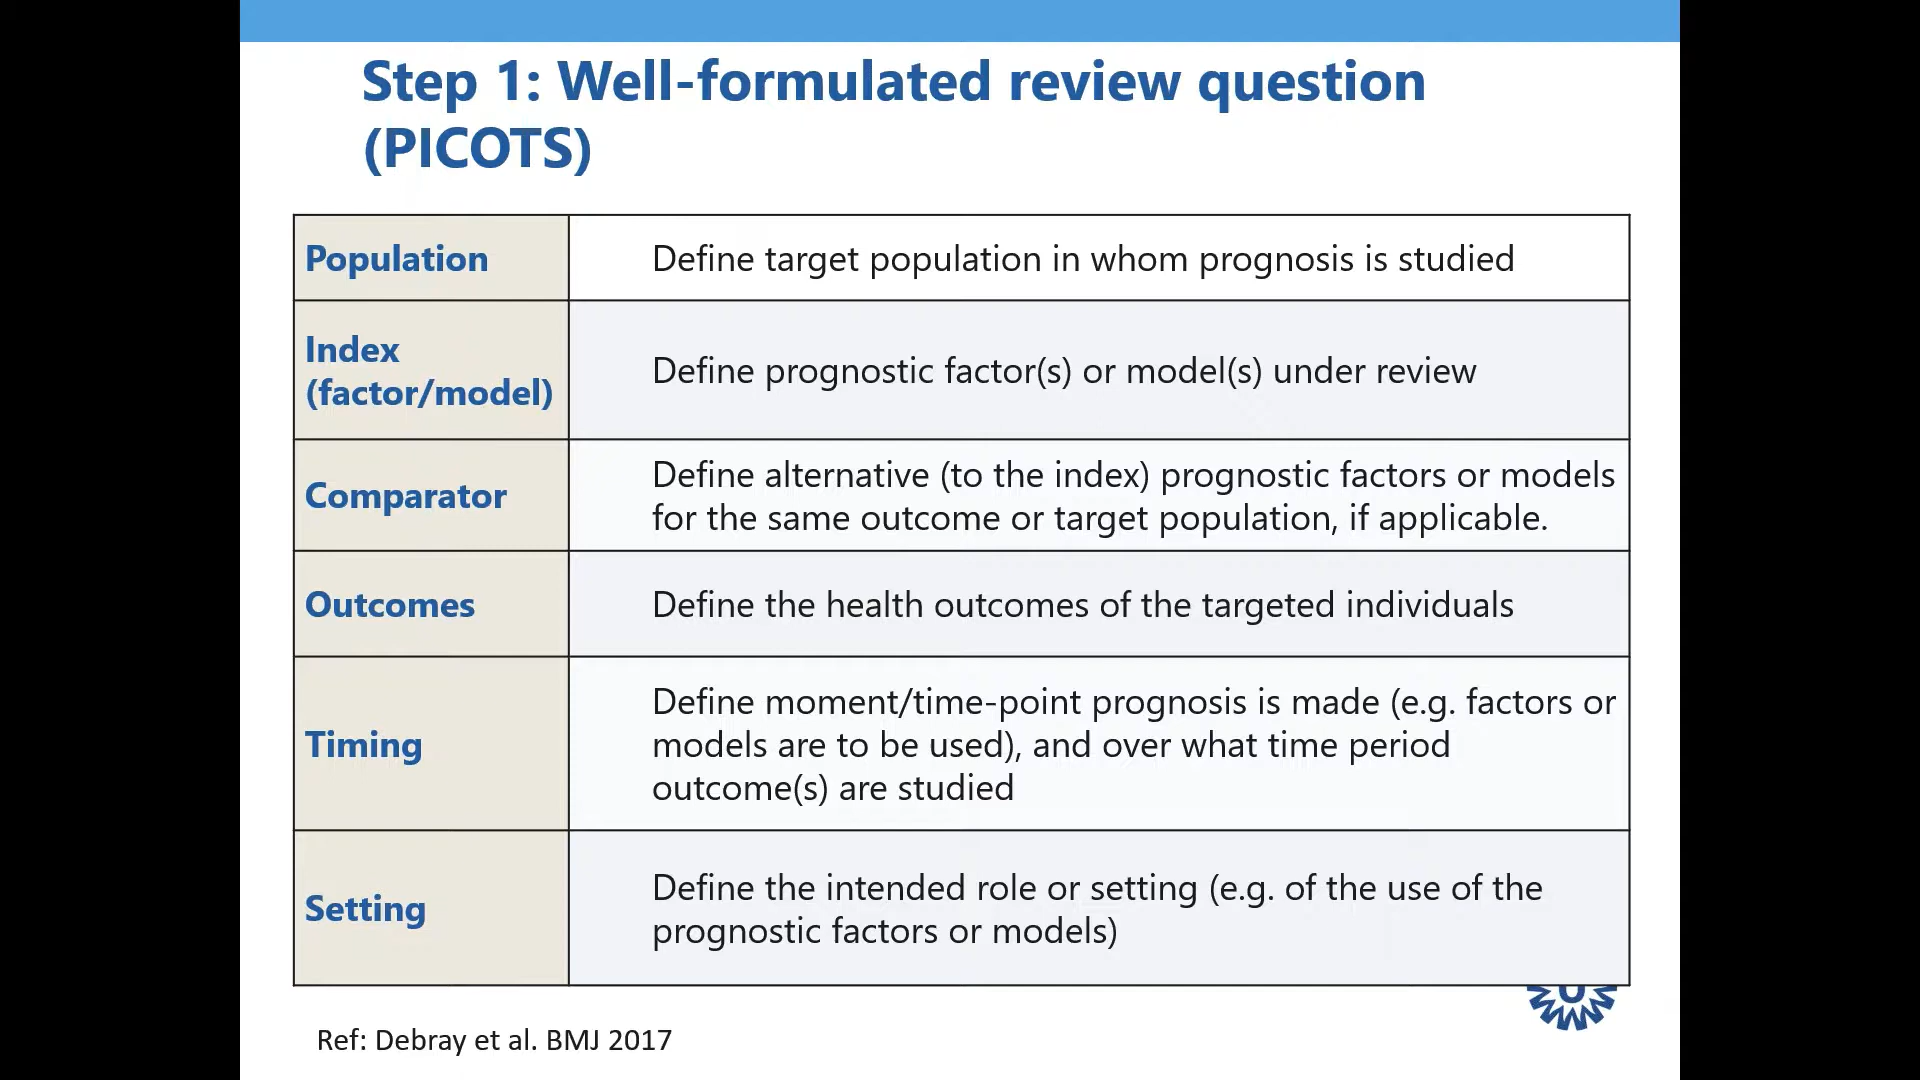 Step 1: Well-formulated review question
(PICOTS)
Population
Define target population in whom prognosis is studied
Index
(factor/model)
Define prognostic factor(s) or model(s) under review
Comparator
Define alternative (to the index) prognostic factors or models
for the same outcome or target population, if applicable.
Outcomes
Define the health outcomes of the targeted individuals
Timing
Define moment/time-point prognosis is made (e.g. factors or
models are to be used), and over what time period
outcome(s) are studied
Setting
Define the intended role or setting (e.g. of the use of the
prognostic factors or models)
Ref: Debray et al. BMJ 2017